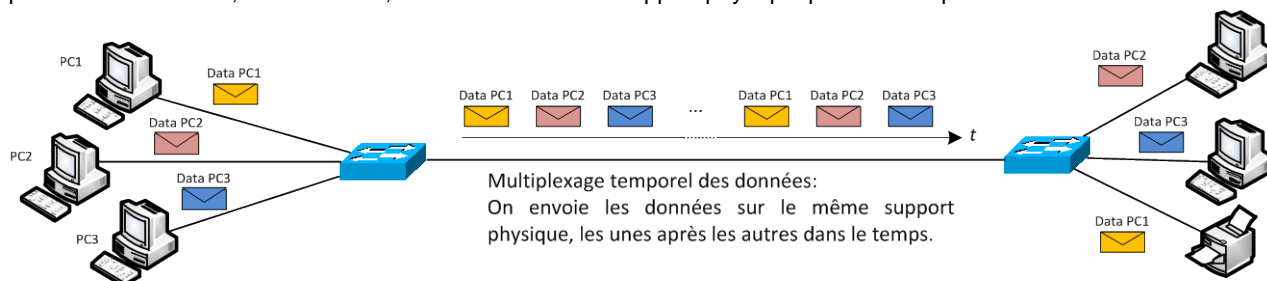 PC1
Data PC1
Data PC2
PC2
Data PC3
PC3
Data PC1 Data PC2 Data PC3 ... Data PC1 Data PC2 Data PC3
t
Multiplexage temporel des données:
On envoie les données sur le même support
physique, les unes après les autres dans le temps.
Data PC2
Data PC3
Data PC1